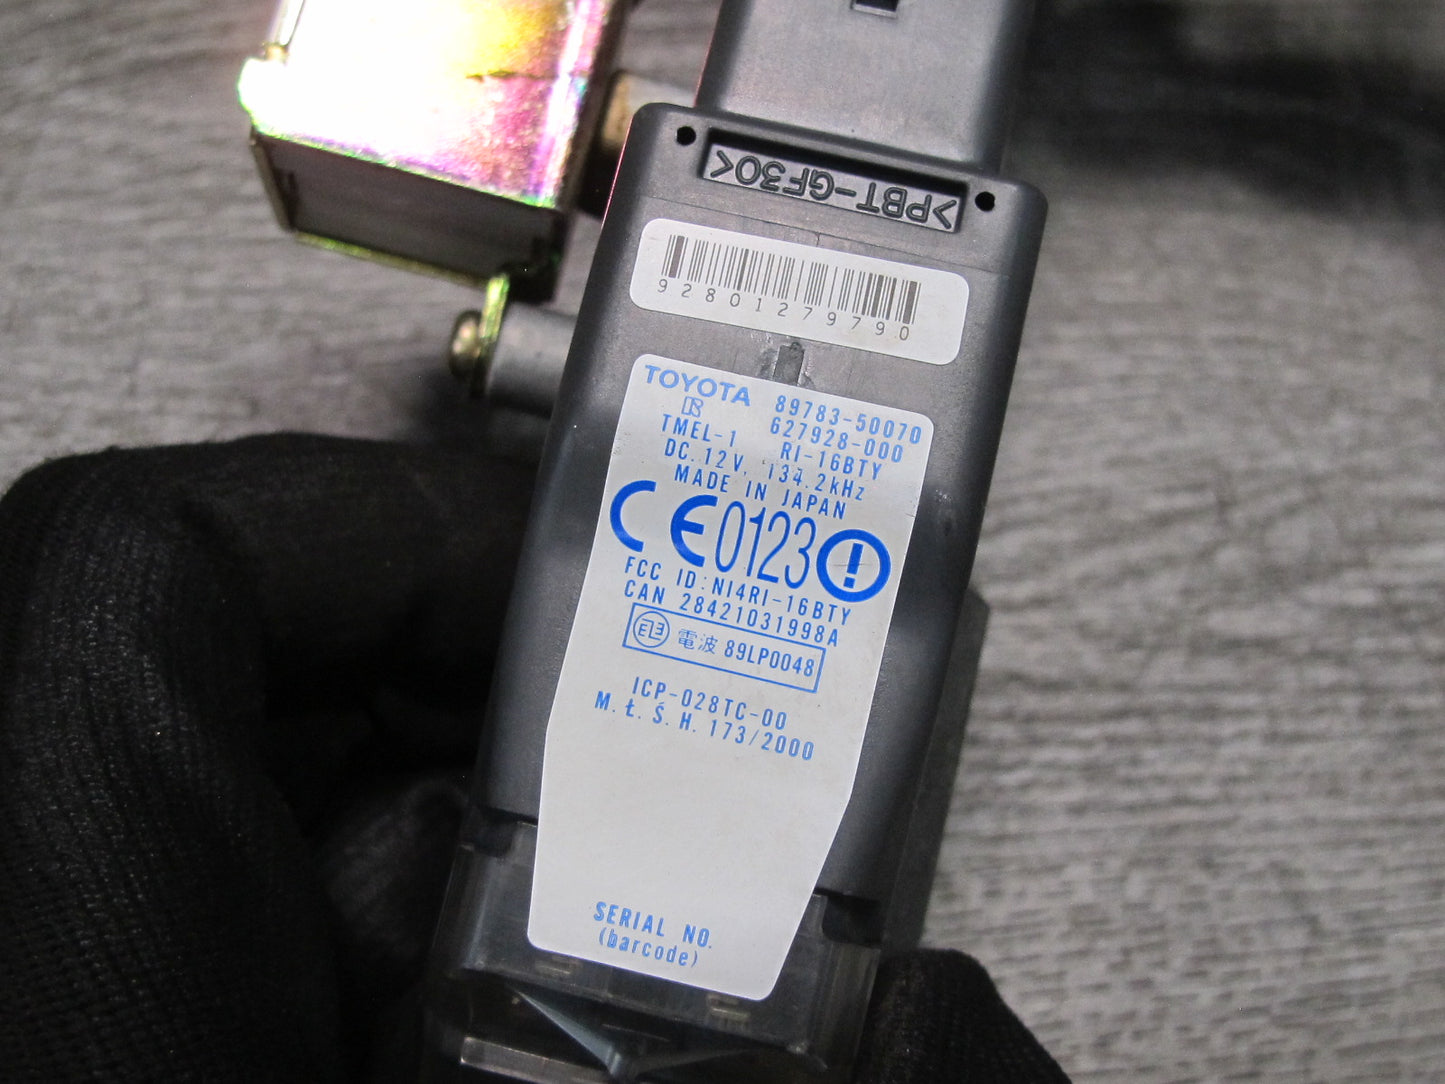 >PBT-GF30<
92801279790
TOYOTA 89783-50070
R 627928-000
TMEL-1 RI-16BTY
DC.12V, 134.2kHz
MADE IN JAPAN
CE0123!
FCC ID:NI4RI-16BTY
CAN 28421031998A
電波 89LP0048
ICP-028TC-00
M.Ł.Ś.H.173/2000
SERIAL NO.
(barcode)